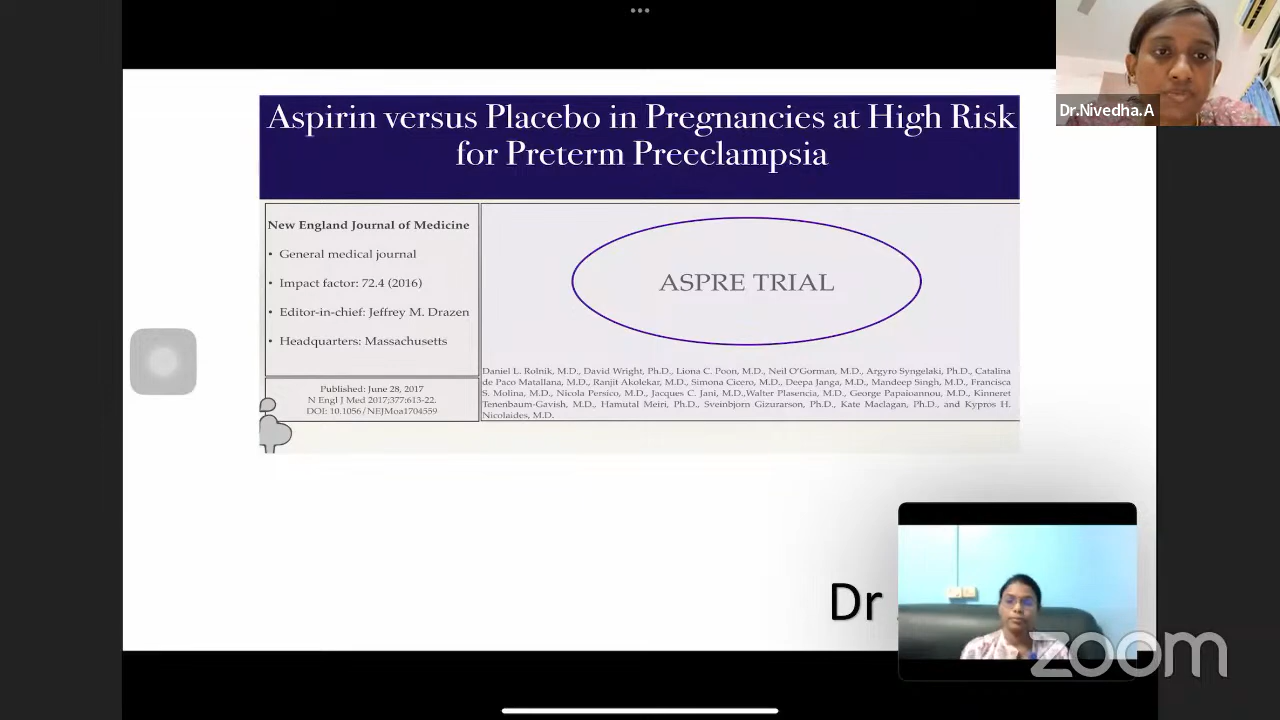 Aspirin versus Placebo in Pregnancies at High Risk
for Preterm Preeclampsia
New England Journal of Medicine
• General medical journal
• Impact factor: 72.4 (2016)
• Editor-in-chief: Jeffrey M. Drazen
• Headquarters: Massachusetts
Published: June 28, 2017
N Engl J Med 2017;377:613-22.
DOI: 10.1056/NEJMoa1704559
ASPRE TRIAL
Daniel L. Rolnik, M.D., David Wright, Ph.D., Liona C. Poon, M.D., Neil O'Gorman, M.D., Argyro Syngelaki, Ph.D., Catalina
de Paco Matallana, M.D., Ranjit Akolekar, M.D., Simona Cicero, M.D., Deepa Janga, M.D., Mandeep Singh, M.D., Francisca
S. Molina, M.D., Nicola Persico, M.D., Jacques C. Jani, M.D.,Walter Plasencia, M.D., George Papaioannou, M.D., Kinneret
Tenenbaum-Gavish, M.D., Hamutal Meiri, Ph.D., Sveinbjorn Gizurarson, Ph.D., Kate Maclagan, Ph.D., and Kypros H.
Nicolaides, M.D.
Dr
Dr.Nivedha.A
zoom